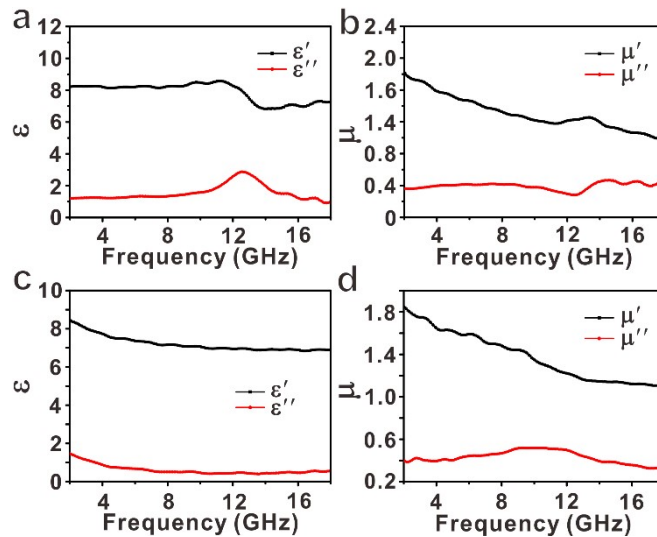 a
12
10
8
6
4
2
0
ε
ε′
ε′′
4 8 12 16
Frequency (GHz)
b
2.4
2.0
1.6
1.4
0.8
0.4
0
μ
μ′
μ′′
4 8 12 16
Frequency (GHz)
c
10
8
6
4
2
0
ε
ε′
ε′′
4 8 12 16
Frequency (GHz)
d
1.8
1.4
1.0
0.6
0.2
μ
μ′
μ′′
4 8 12 16
Frequency (GHz)